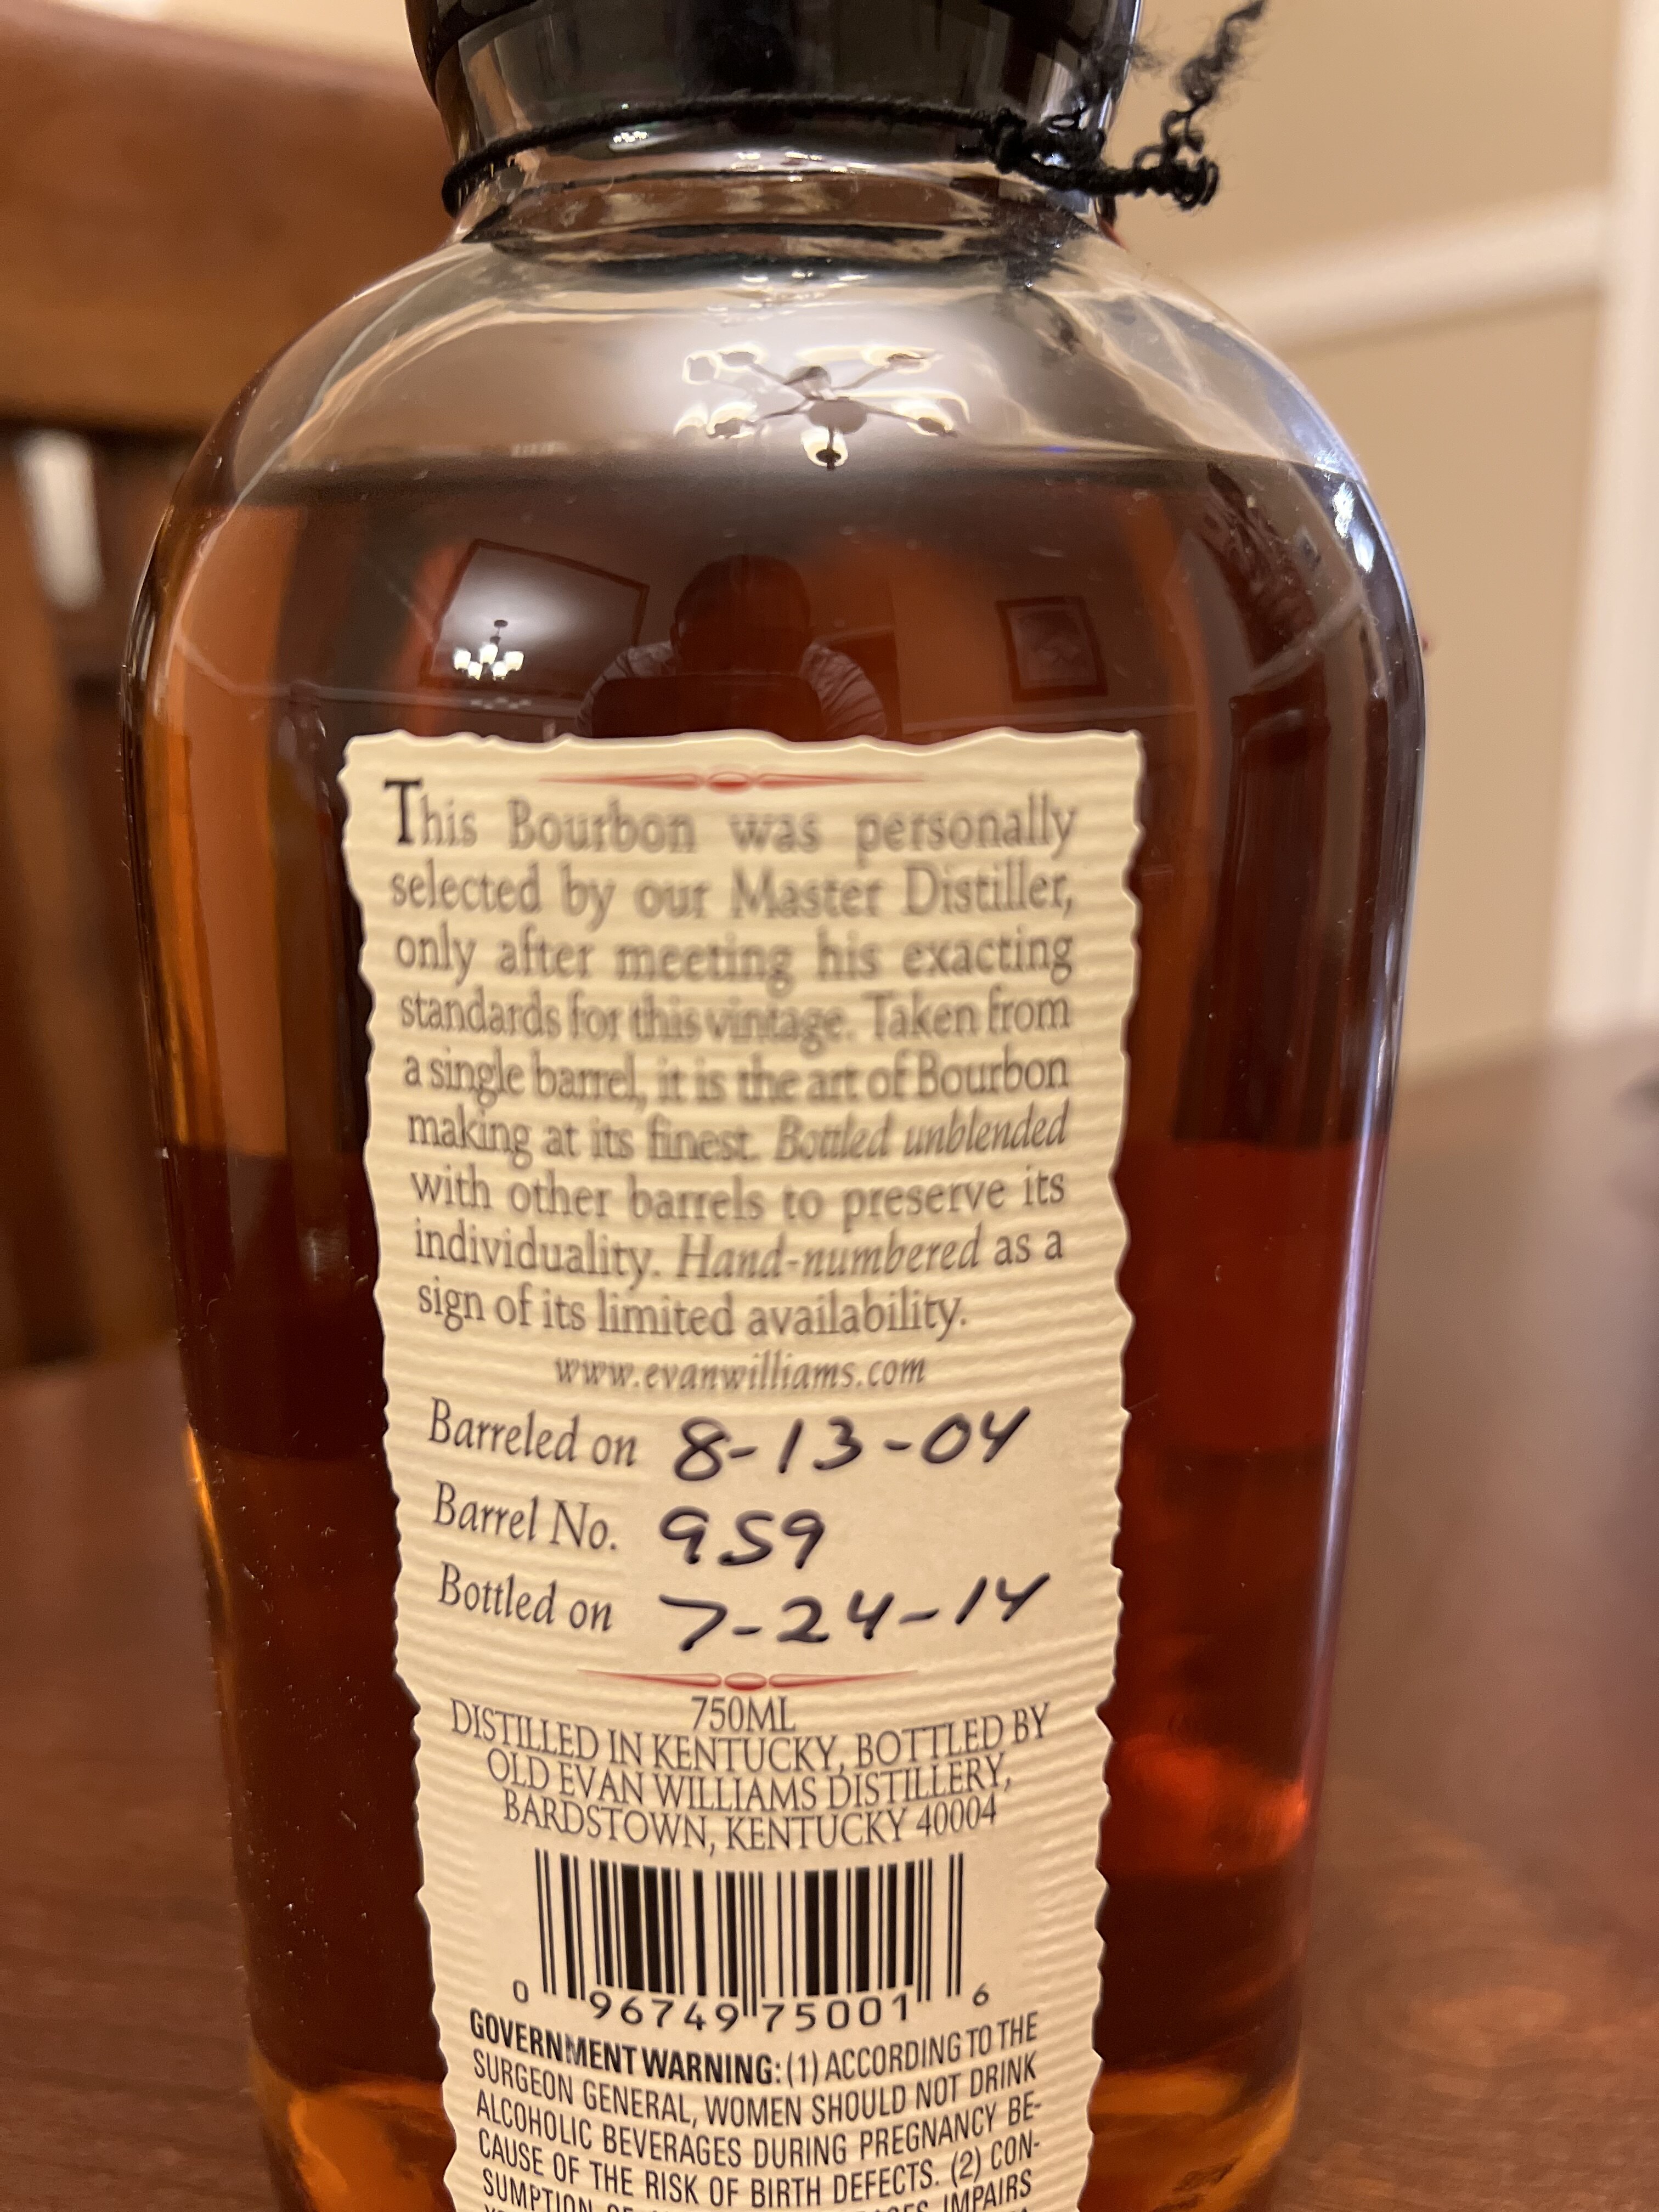 This Bourbon was personally
selected by our Master Distiller,
only after meeting his exacting
standards for this vintage. Taken from
a single barrel, it is the art of Bourbon
making at its finest. Bottled unblended
with other barrels to preserve its
individuality. Hand-numbered as a
sign of its limited availability.
www.evanwilliams.com
Barreled on 8-13-04
Barrel No. 959
Bottled on 7-24-14
750ML
DISTILLED IN KENTUCKY, BOTTLED BY
OLD EVAN WILLIAMS DISTILLERY,
BARDSTOWN, KENTUCKY 40004
0 96749 75001 6
GOVERNMENT WARNING: (1) ACCORDING TO THE
SURGEON GENERAL, WOMEN SHOULD NOT DRINK
ALCOHOLIC BEVERAGES DURING PREGNANCY BE-
CAUSE OF THE RISK OF BIRTH DEFECTS. (2) CON-
SUMPTION OF IMPAIRS